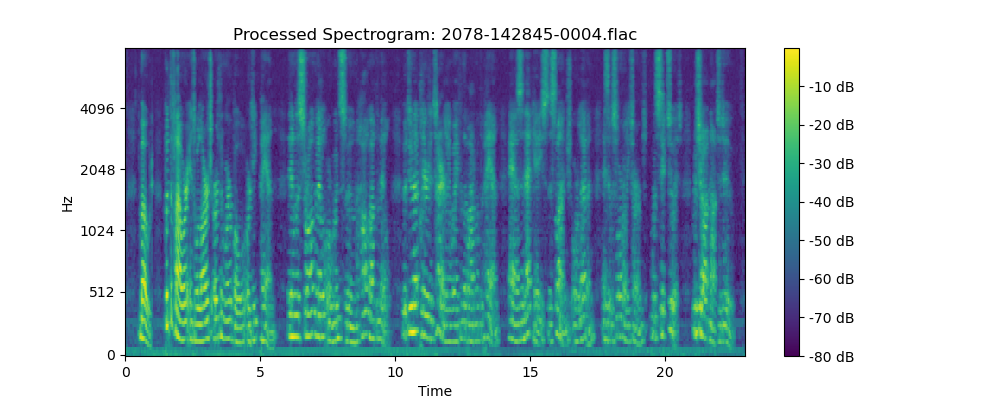 Processed Spectrogram: 2078-142845-0004.flac
Hz
4096
2048
1024
512
0
0
5
10
15
20
Time
-10 dB
-20 dB
-30 dB
-40 dB
-50 dB
-60 dB
-70 dB
-80 dB